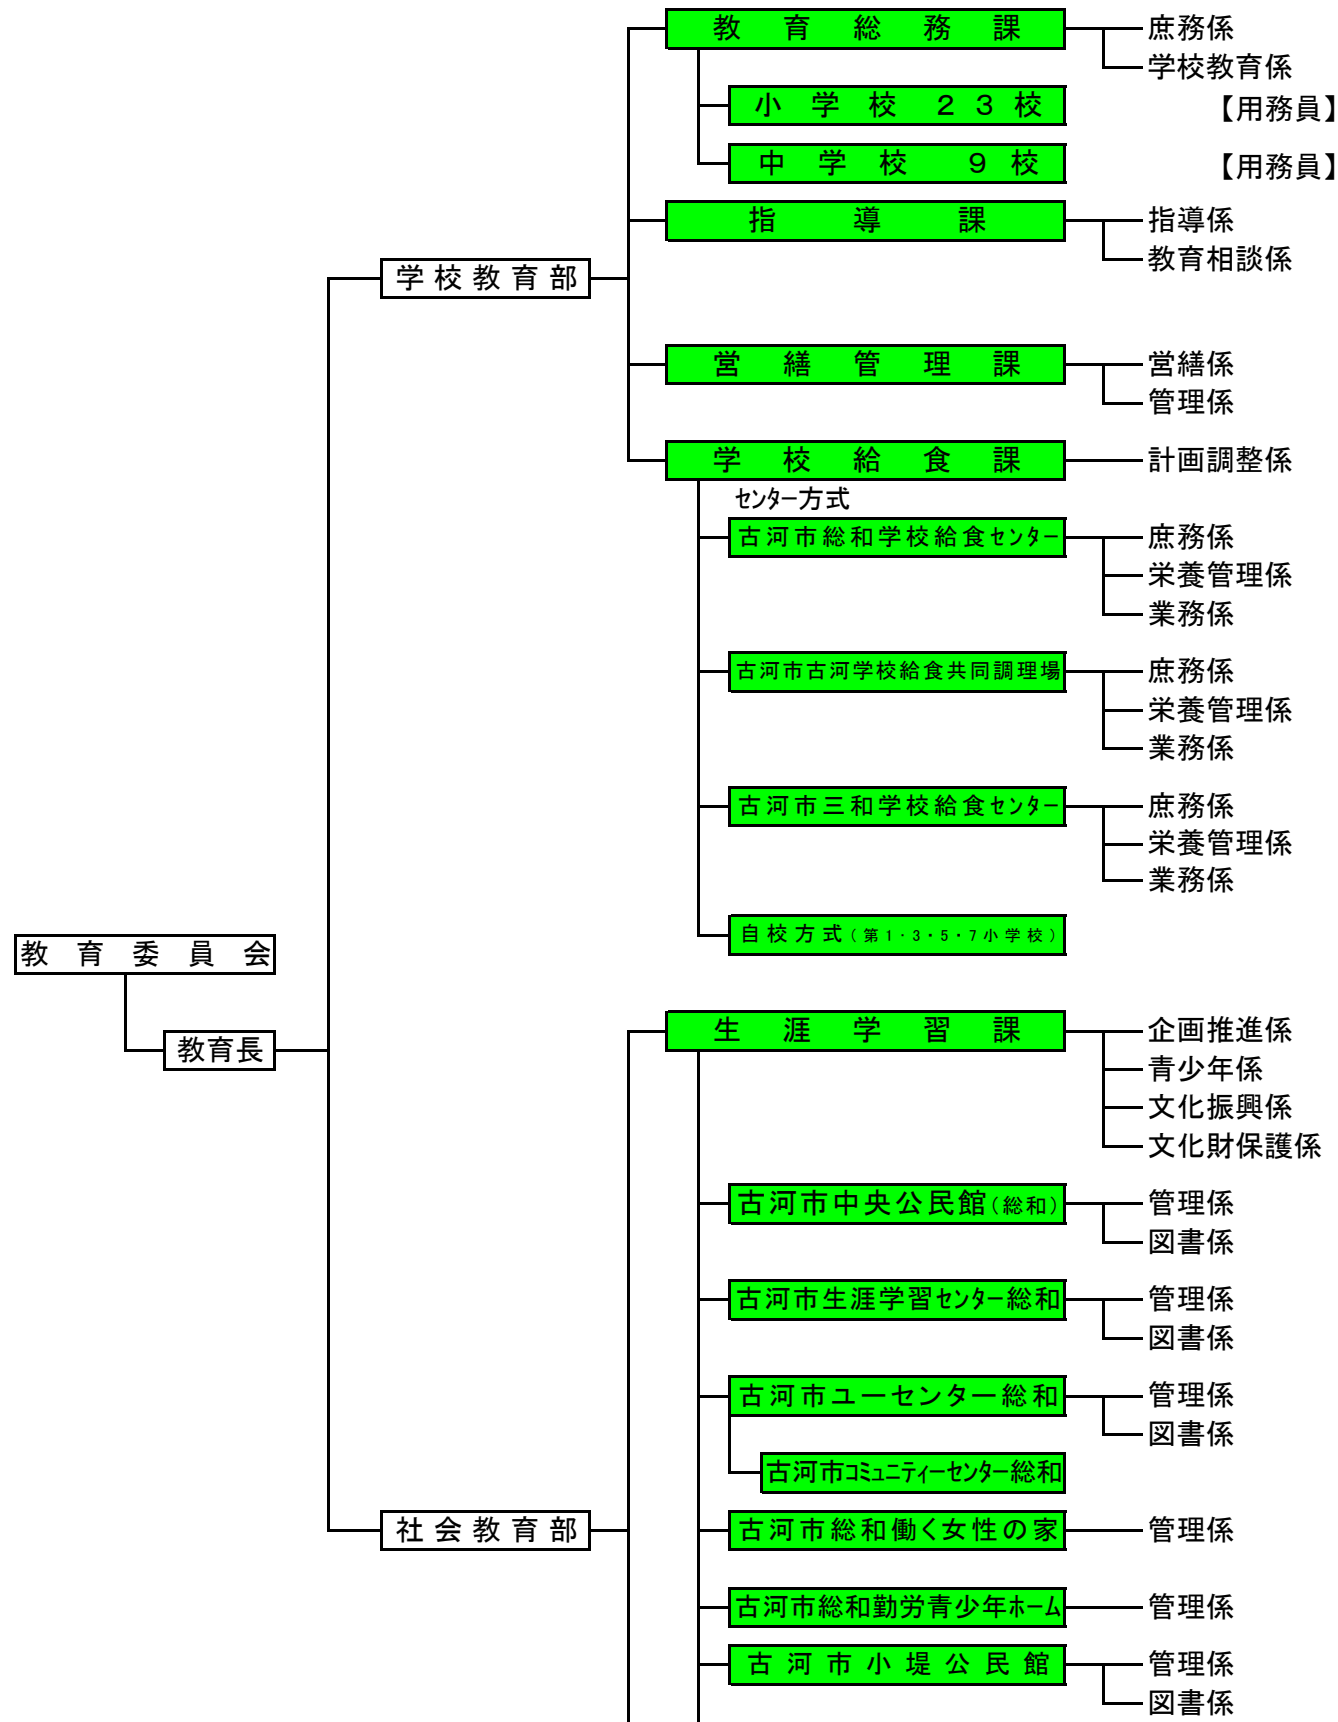 教育総務課
庶務係
学校教育係
小学校 ２３校
【用務員】
中学校 ９校
【用務員】
指導課
指導係
教育相談係
学校教育部
営繕管理課
営繕係
管理係
学校給食課
計画調整係
センター方式
古河市総和学校給食センター
庶務係
栄養管理係
業務係
古河市古河学校給食共同調理場
庶務係
栄養管理係
業務係
古河市三和学校給食センター
庶務係
栄養管理係
業務係
自校方式（第１・３・５・７小学校）
教育委員会
教育長
生涯学習課
企画推進係
青少年係
文化振興係
文化財保護係
古河市中央公民館（総和）
管理係
図書係
古河市生涯学習センター総和
管理係
図書係
古河市ユーセンター総和
管理係
図書係
古河市コミュニティーセンター総和
社会教育部
古河市総和働く女性の家
管理係
古河市総和勤労青少年ホーム
管理係
古河市小堤公民館
管理係
図書係